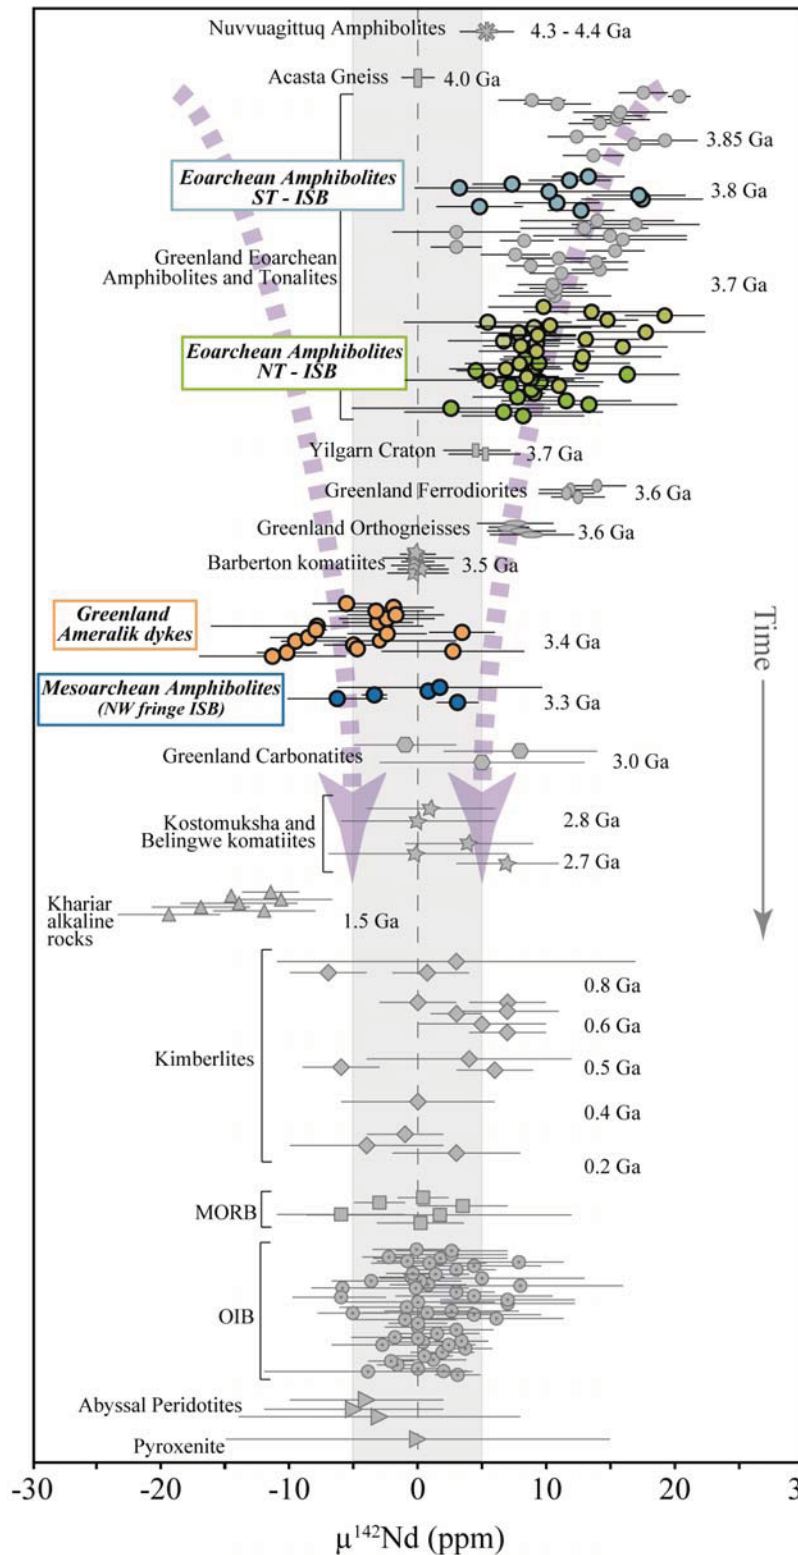 Nuvvuagittuq Amphibolites
4.3 - 4.4 Ga
Acasta Gneiss
4.0 Ga
3.85 Ga
Eoarchean Amphibolites
ST - ISB
3.8 Ga
Greenland Eoarchean
Amphibolites and Tonalites
3.7 Ga
Eoarchean Amphibolites
NT - ISB
Yilgarn Craton
3.7 Ga
Greenland Ferrodiorites
3.6 Ga
Greenland Orthogneisses
3.6 Ga
Barberton komatiites
3.5 Ga
Greenland
Ameralik dykes
3.4 Ga
Time
Mesoarchean Amphibolites
(NW fringe ISB)
3.3 Ga
Greenland Carbonatites
3.0 Ga
Kostomuksha and
Belingwe komatiites
2.8 Ga
2.7 Ga
Khariar
alkaline
rocks
1.5 Ga
Kimberlites
0.8 Ga
0.6 Ga
0.5 Ga
0.4 Ga
0.2 Ga
MORB
OIB
Abyssal Peridotites
Pyroxenite
-30 -20 -10 0 10 20 3
μ¹⁴²Nd (ppm)